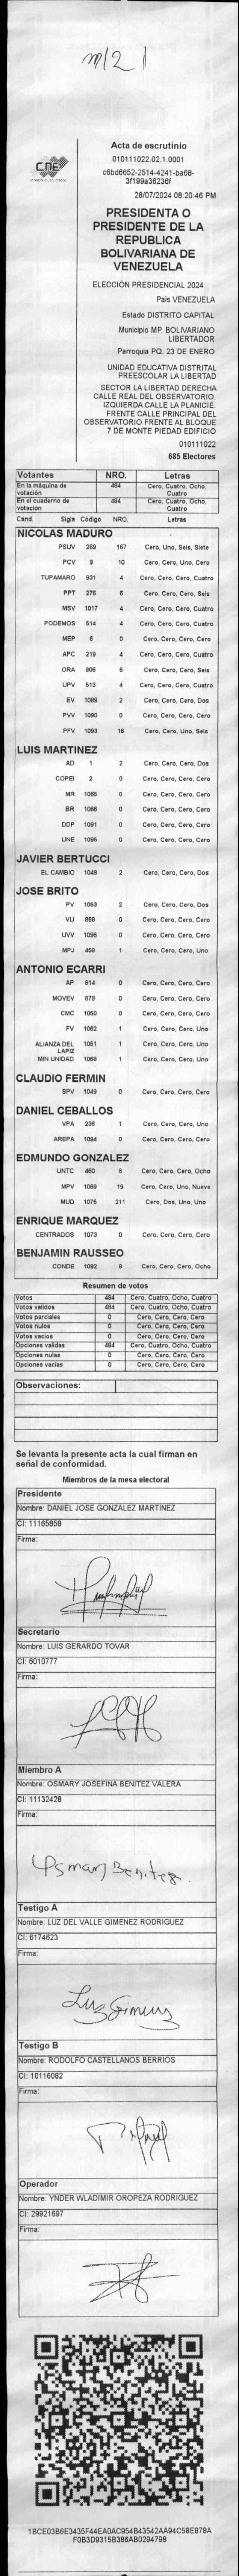 m/2 1
CNE
Acta de escrutinio
010111022.02.1.0001
c6bd6652-2514-4241-ba68-
3f199a36236f
28/07/2024 08:20:46 PM
PRESIDENTA O
PRESIDENTE DE LA
REPUBLICA
BOLIVARIANA DE
VENEZUELA
ELECCIÓN PRESIDENCIAL 2024
Pais VENEZUELA
Estado DISTRITO CAPITAL
Municipio MP. BOLIVARIANO
LIBERTADOR
Parroquia PQ. 23 DE ENERO
UNIDAD EDUCATIVA DISTRITAL
PREESCOLAR LA LIBERTAD
SECTOR LA LIBERTAD DERECHA
CALLE REAL DEL OBSERVATORIO.
IZQUIERDA CALLE LA PLANICIE.
FRENTE CALLE PRINCIPAL DEL
OBSERVATORIO FRENTE AL BLOQUE
7 DE MONTE PIEDAD EDIFICIO
010111022
685 Electores
Votantes NRO. Letras
En la máquina de votación 484 Cero, Cuatro, Ocho, Cuatro
En el cuaderno de votación 484 Cero, Cuatro, Ocho, Cuatro
Cand. Sigla Código NRO. Letras
NICOLAS MADURO
PSUV 269 167 Cero, Uno, Seis, Siete
PCV 9 10 Cero, Cero, Uno, Cero
TUPAMARO 931 4 Cero, Cero, Cero, Cuatro
PPT 276 6 Cero, Cero, Cero, Seis
MSV 1017 4 Cero, Cero, Cero, Cuatro
PODEMOS 514 4 Cero, Cero, Cero, Cuatro
MEP 6 0 Cero, Cero, Cero, Cero
APC 219 4 Cero, Cero, Cero, Cuatro
ORA 906 6 Cero, Cero, Cero, Seis
UPV 513 4 Cero, Cero, Cero, Cuatro
EV 1089 2 Cero, Cero, Cero, Dos
PVV 1090 0 Cero, Cero, Cero, Cero
PFV 1093 16 Cero, Cero, Uno, Seis
LUIS MARTINEZ
AD 1 2 Cero, Cero, Cero, Dos
COPEI 2 0 Cero, Cero, Cero, Cero
MR 1065 0 Cero, Cero, Cero, Cero
BR 1066 0 Cero, Cero, Cero, Cero
DDP 1091 0 Cero, Cero, Cero, Cero
UNE 1095 0 Cero, Cero, Cero, Cero
JAVIER BERTUCCI
EL CAMBIO 1048 2 Cero, Cero, Cero, Dos
JOSE BRITO
PV 1053 2 Cero, Cero, Cero, Dos
VU 868 0 Cero, Cero, Cero, Cero
UVV 1096 0 Cero, Cero, Cero, Cero
MPJ 458 1 Cero, Cero, Cero, Uno
ANTONIO ECARRI
AP 914 0 Cero, Cero, Cero, Cero
MOVEV 878 0 Cero, Cero, Cero, Cero
CMC 1050 0 Cero, Cero, Cero, Cero
FV 1062 1 Cero, Cero, Cero, Uno
ALIANZA DEL LAPIZ 1051 1 Cero, Cero, Cero, Uno
MIN UNIDAD 1068 1 Cero, Cero, Cero, Uno
CLAUDIO FERMIN
SPV 1049 0 Cero, Cero, Cero, Cero
DANIEL CEBALLOS
VPA 236 1 Cero, Cero, Cero, Uno
AREPA 1094 0 Cero, Cero, Cero, Cero
EDMUNDO GONZALEZ
UNTC 460 8 Cero, Cero, Cero, Ocho
MPV 1069 19 Cero, Cero, Uno, Nueve
MUD 1075 211 Cero, Dos, Uno, Uno
ENRIQUE MARQUEZ
CENTRADOS 1073 0 Cero, Cero, Cero, Cero
BENJAMIN RAUSSEO
CONDE 1092 8 Cero, Cero, Cero, Ocho
Resumen de votos
Votos 484 Cero, Cuatro, Ocho, Cuatro
Votos validos 484 Cero, Cuatro, Ocho, Cuatro
Votos parciales 0 Cero, Cero, Cero, Cero
Votos nulos 0 Cero, Cero, Cero, Cero
Votos vacios 0 Cero, Cero, Cero, Cero
Opciones validas 484 Cero, Cuatro, Ocho, Cuatro
Opciones nulas 0 Cero, Cero, Cero, Cero
Opciones vacias 0 Cero, Cero, Cero, Cero
Observaciones:
Se levanta la presente acta la cual firman en
señal de conformidad.
Miembros de la mesa electoral
Presidente
Nombre: DANIEL JOSE GONZALEZ MARTINEZ
CI: 11165858
Firma:
Secretario
Nombre: LUIS GERARDO TOVAR
CI: 6010777
Firma:
Miembro A
Nombre: OSMARY JOSEFINA BENITEZ VALERA
CI: 11132428
Firma:
Osmary Benitez
Testigo A
Nombre: LUZ DEL VALLE GIMENEZ RODRIGUEZ
CI: 6174623
Firma:
Luz Gimenez
Testigo B
Nombre: RODOLFO CASTELLANOS BERRIOS
CI: 10116082
Firma:
Operador
Nombre: YNDER WLADIMIR OROPEZA RODRIGUEZ
CI: 29921697
Firma:
1BCE03B6E3435F44EA0AC954B43542AA94C58E878A
F0B3D9315B386AB0294798